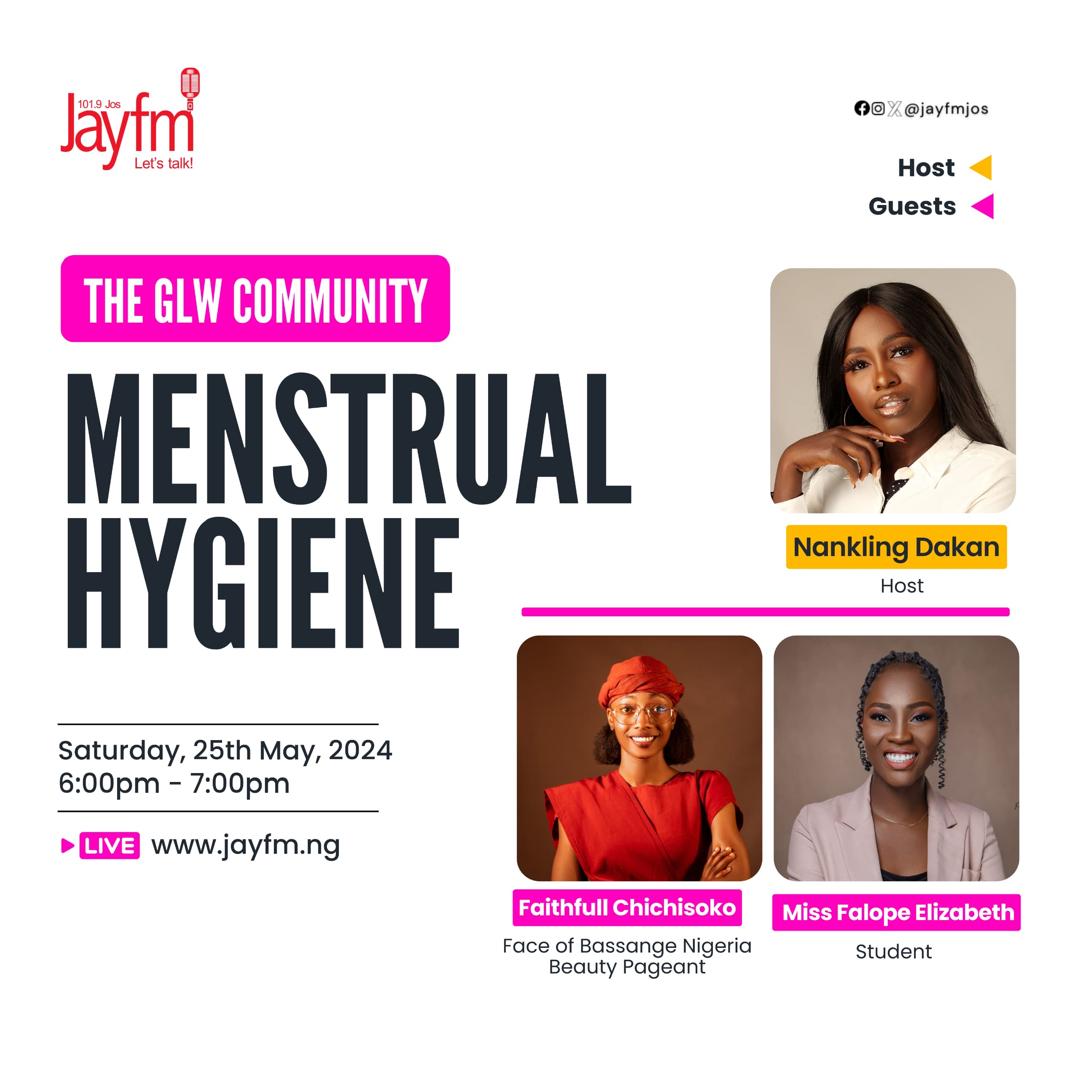 101.9 Jos
Jayfm
Let's talk!
@jayfmjos
Host
Guests
THE GLW COMMUNITY
MENSTRUAL
HYGIENE
Nankling Dakan
Host
Saturday, 25th May, 2024
6:00pm - 7:00pm
LIVE www.jayfm.ng
Faithfull Chichisoko
Face of Bassange Nigeria
Beauty Pageant
Miss Falope Elizabeth
Student